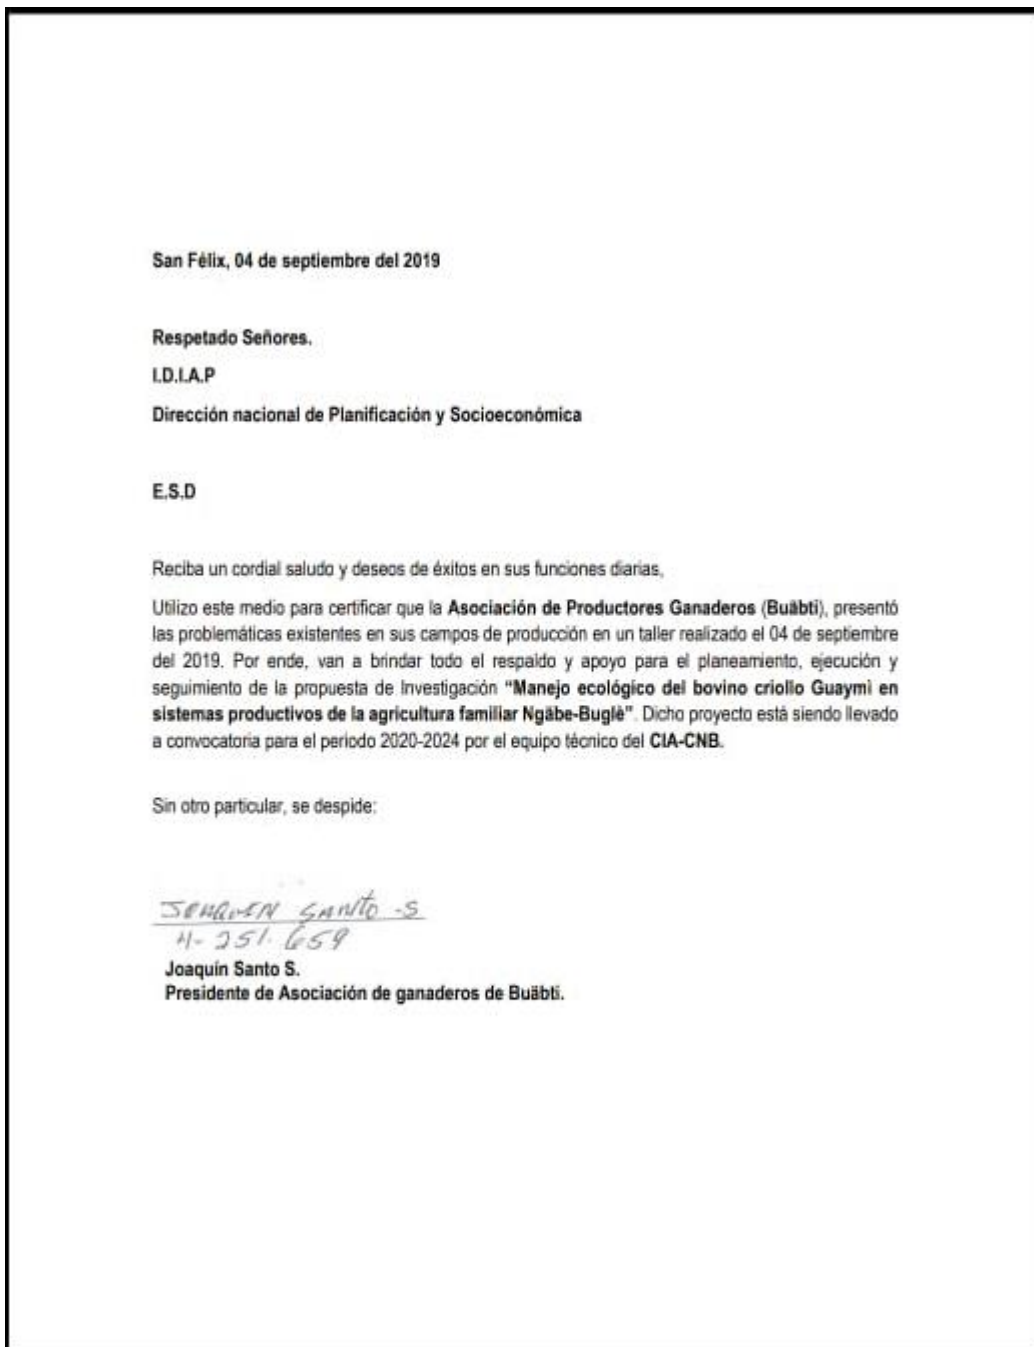 San Félix, 04 de septiembre del 2019
Respetado Señores.
I.D.I.A.P
Dirección nacional de Planificación y Socioeconómica
E.S.D
Reciba un cordial saludo y deseos de éxitos en sus funciones diarias,
Utilizo este medio para certificar que la Asociación de Productores Ganaderos (Buäbti), presentó
las problemáticas existentes en sus campos de producción en un taller realizado el 04 de septiembre
del 2019. Por ende, van a brindar todo el respaldo y apoyo para el planeamiento, ejecución y
seguimiento de la propuesta de Investigación “Manejo ecológico del bovino criollo Guaymi en
sistemas productivos de la agricultura familiar Ngäbe-Buglè”. Dicho proyecto está siendo llevado
a convocatoria para el periodo 2020-2024 por el equipo técnico del CIA-CNB.
Sin otro particular, se despide:
JOAQUIN SANTO -S
4-251-659
Joaquín Santo S.
Presidente de Asociación de ganaderos de Buäbti.